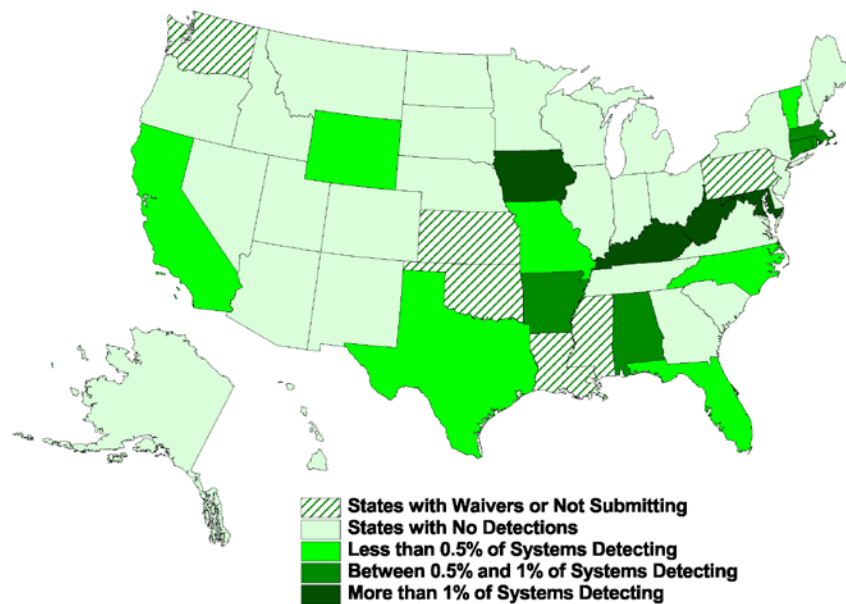 States with Waivers or Not Submitting
States with No Detections
Less than 0.5% of Systems Detecting
Between 0.5% and 1% of Systems Detecting
More than 1% of Systems Detecting